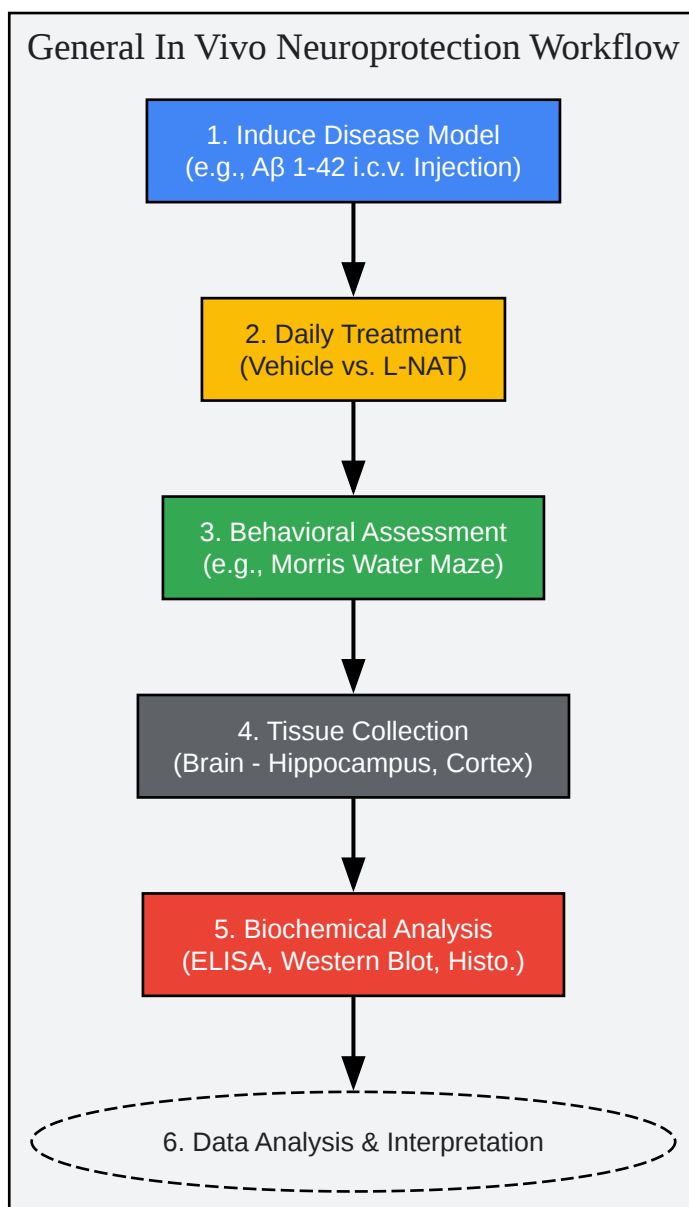 General In Vivo Neuroprotection Workflow
1. Induce Disease Model
(e.g., Aβ 1-42 i.c.v. Injection)
2. Daily Treatment
(Vehicle vs. L-NAT)
3. Behavioral Assessment
(e.g., Morris Water Maze)
4. Tissue Collection
(Brain - Hippocampus, Cortex)
5. Biochemical Analysis
(ELISA, Western Blot, Histo.)
6. Data Analysis & Interpretation